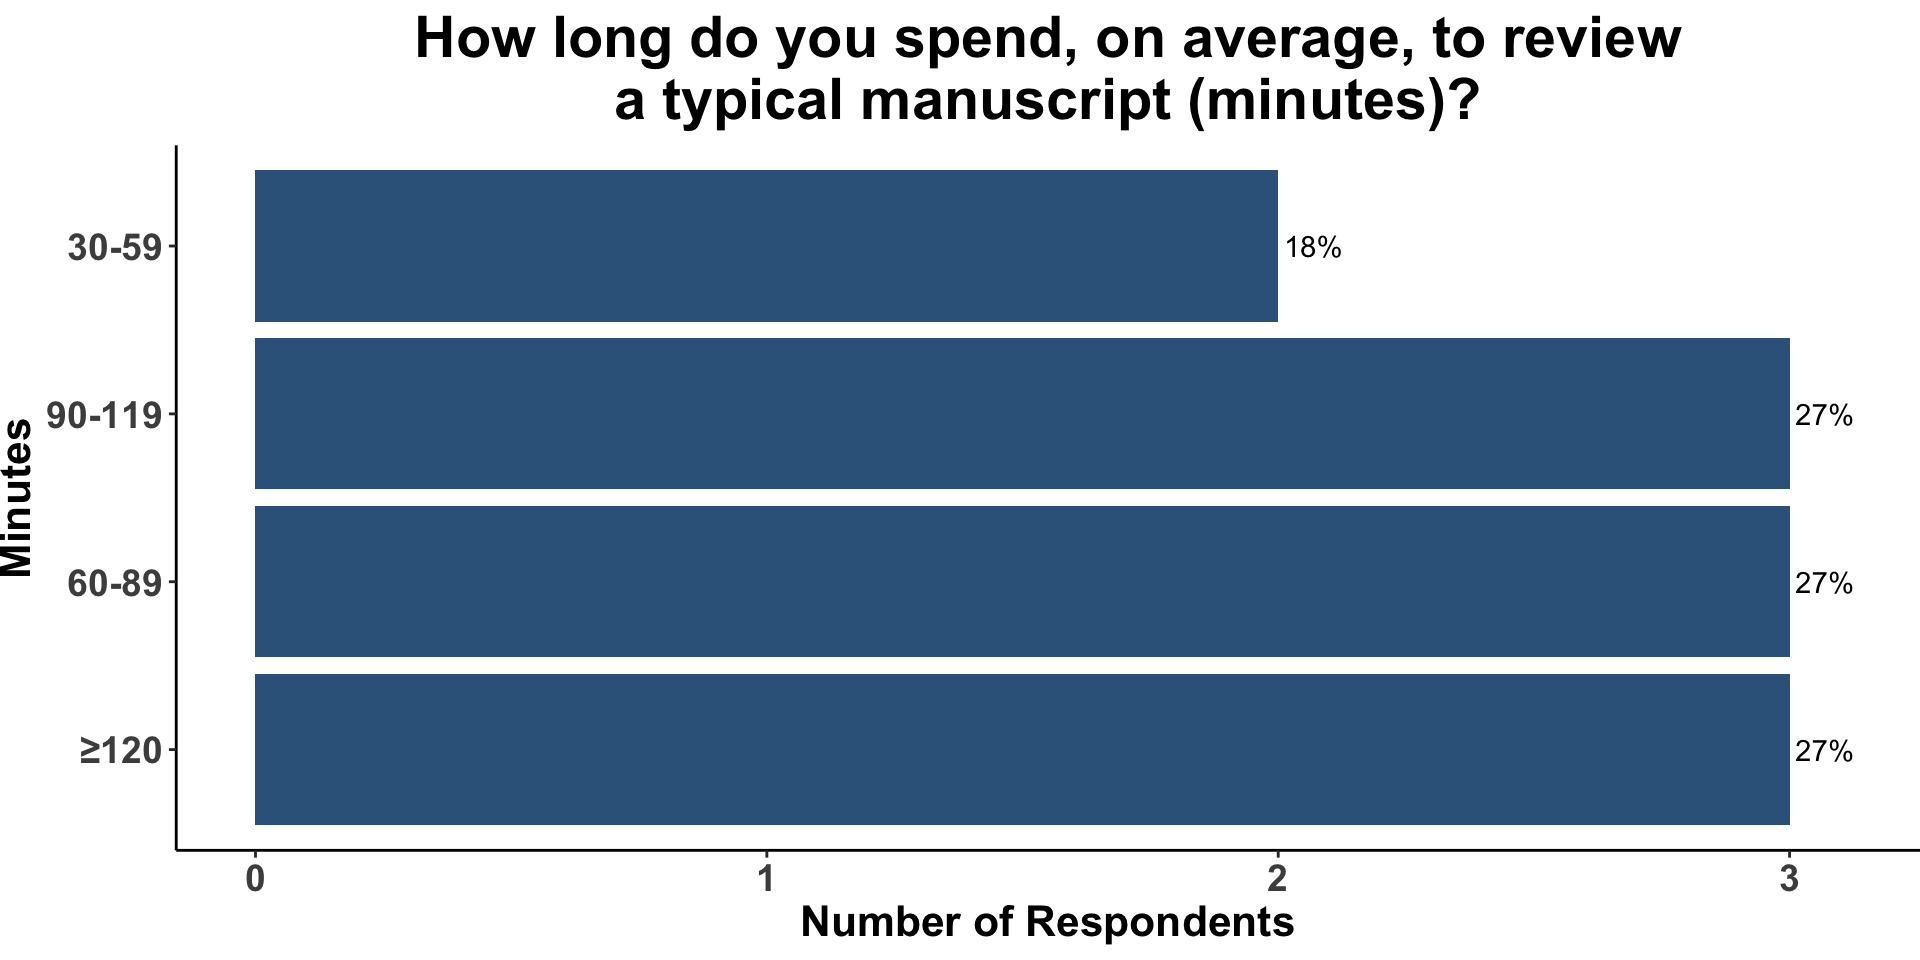 How long do you spend, on average, to review
a typical manuscript (minutes)?
Minutes
30-59
18%
90-119
27%
60-89
27%
≥120
27%
0 1 2 3
Number of Respondents